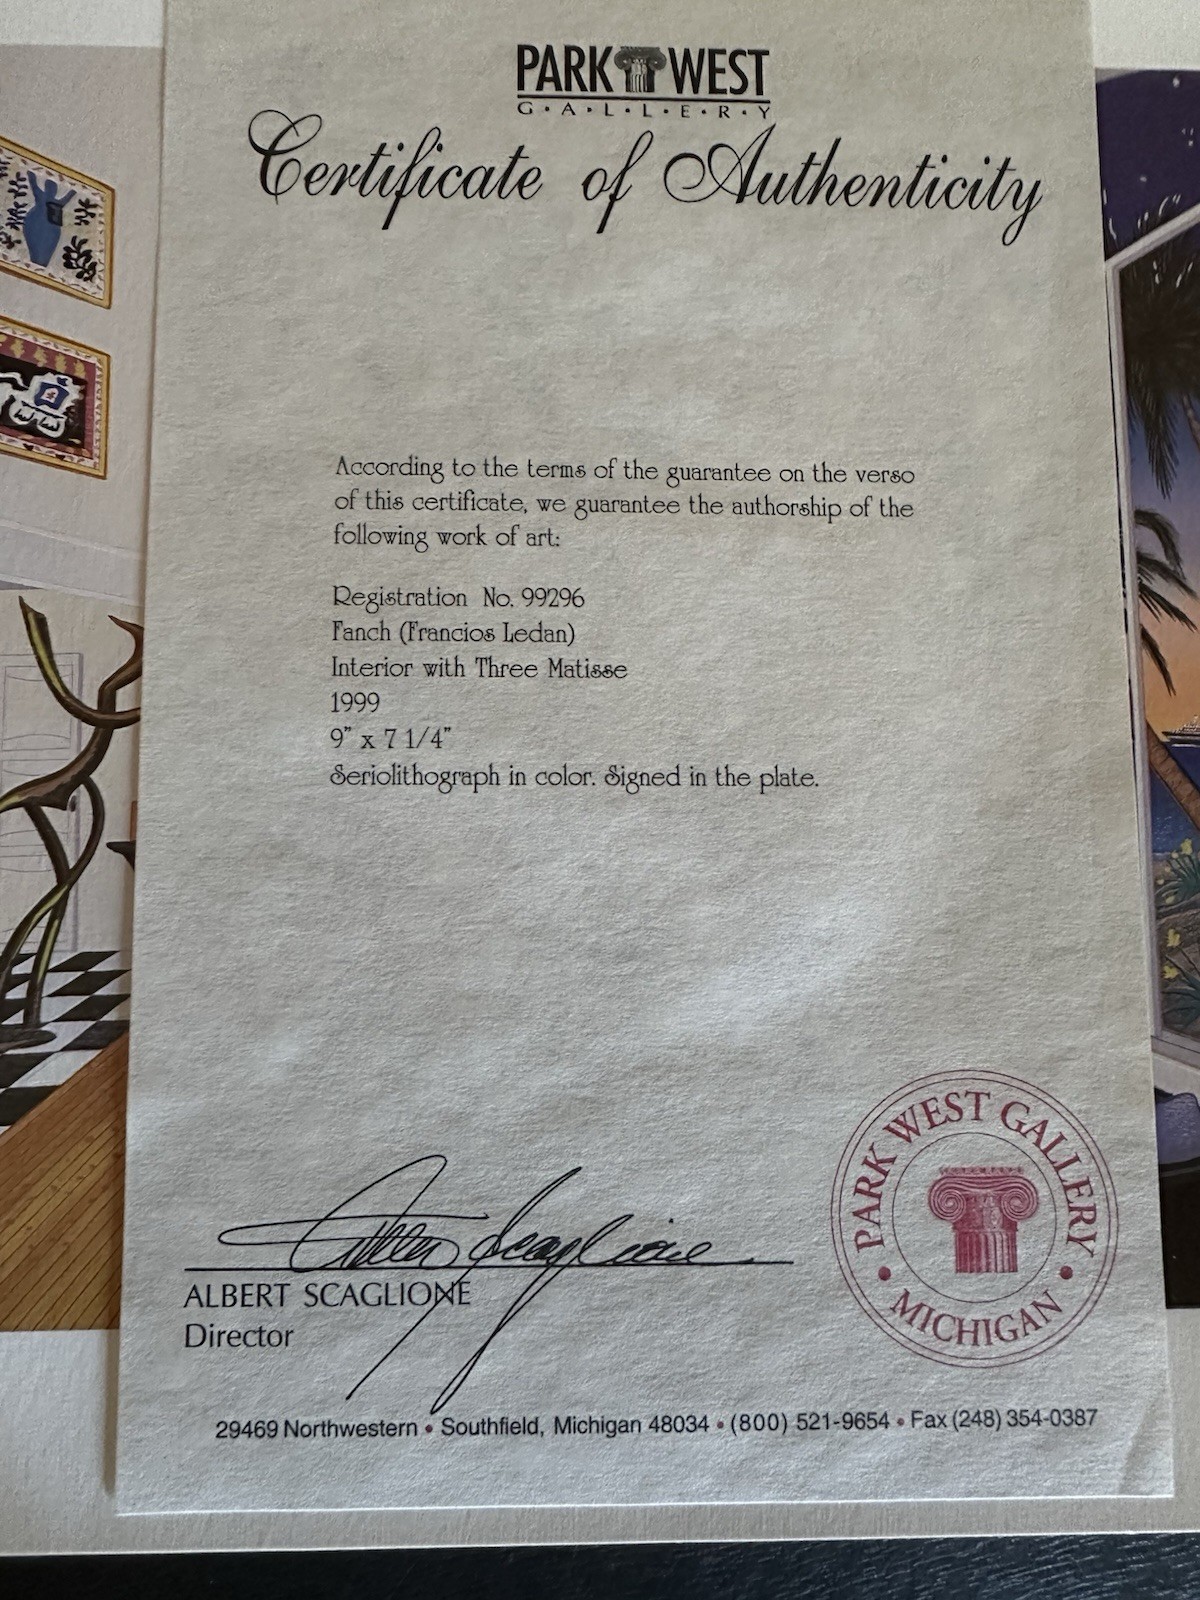 PARK WEST
G•A•L•L•E•R•Y
Certificate of Authenticity
According to the terms of the guarantee on the verso
of this certificate, we guarantee the authorship of the
following work of art:
Registration No. 99296
Fanch (Francios Ledan)
Interior with Three Matisse
1999
9" x 7 1/4"
Seriolithograph in color. Signed in the plate.
Albert Scaglione
ALBERT SCAGLIONE
Director
PARK WEST GALLERY
• MICHIGAN •
29469 Northwestern • Southfield, Michigan 48034 • (800) 521-9654 • Fax (248) 354-0387